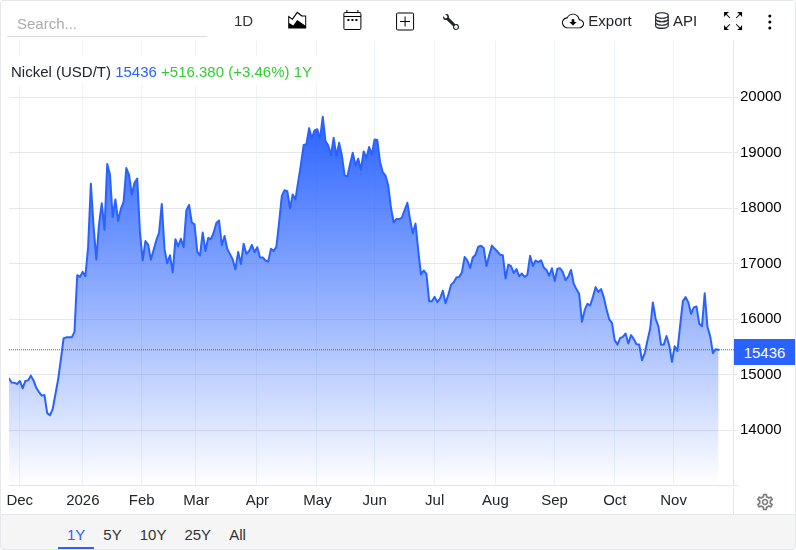 Search... 1D Export API
Nickel (USD/T) 15436 +516.380 (+3.46%) 1Y
20000
19000
18000
17000
16000
15436
15000
14000
Dec 2026 Feb Mar Apr May Jun Jul Aug Sep Oct Nov
1Y 5Y 10Y 25Y All